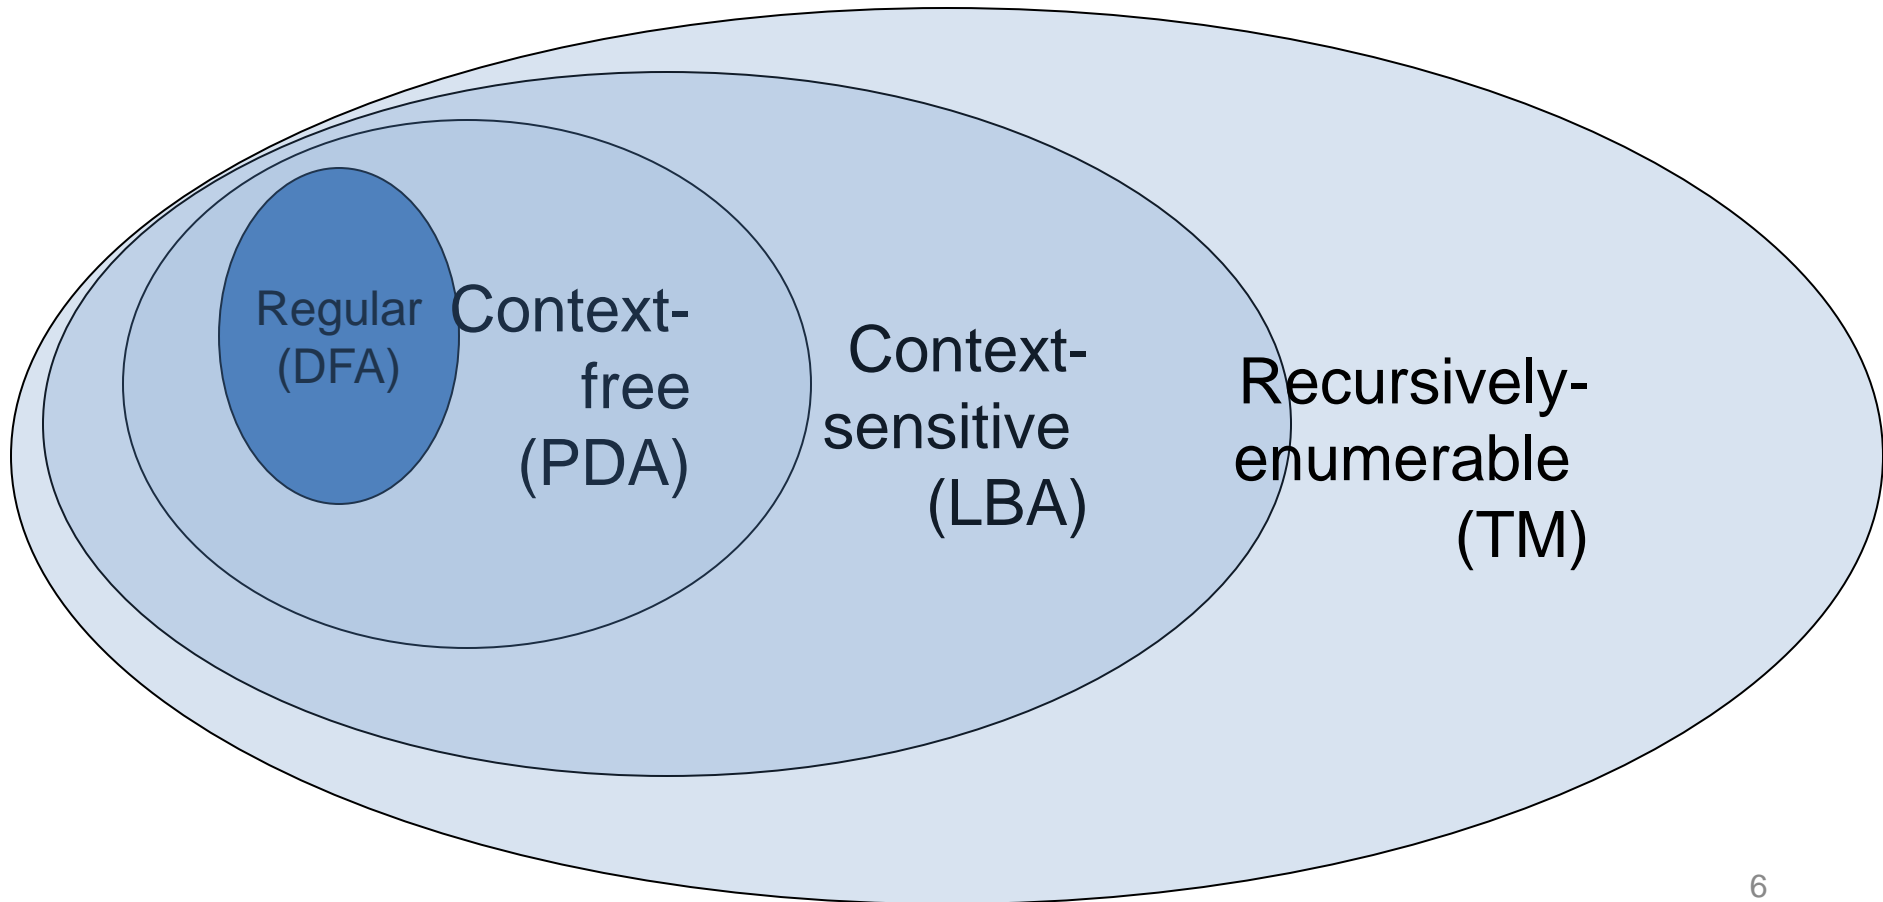 Regular
(DFA)
Context-
free
(PDA)
Context-
sensitive
(LBA)
Recursively-
enumerable
(TM)
6